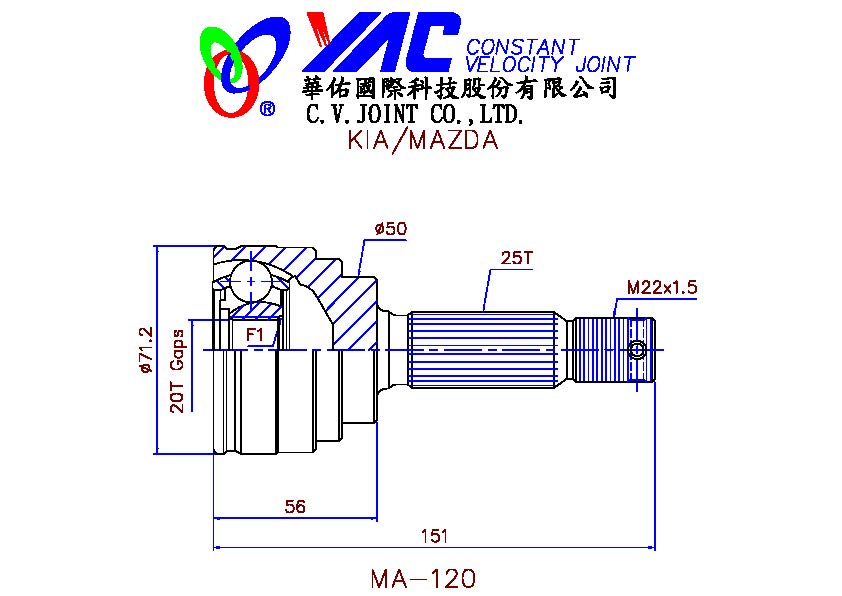 YAC CONSTANT
VELOCITY JOINT
®
華佑國際科技股份有限公司
C.V.JOINT CO.,LTD.
KIA/MAZDA
ø50
25T
M22x1.5
ø71.2
20T Gaps
F1
56
151
MA-120